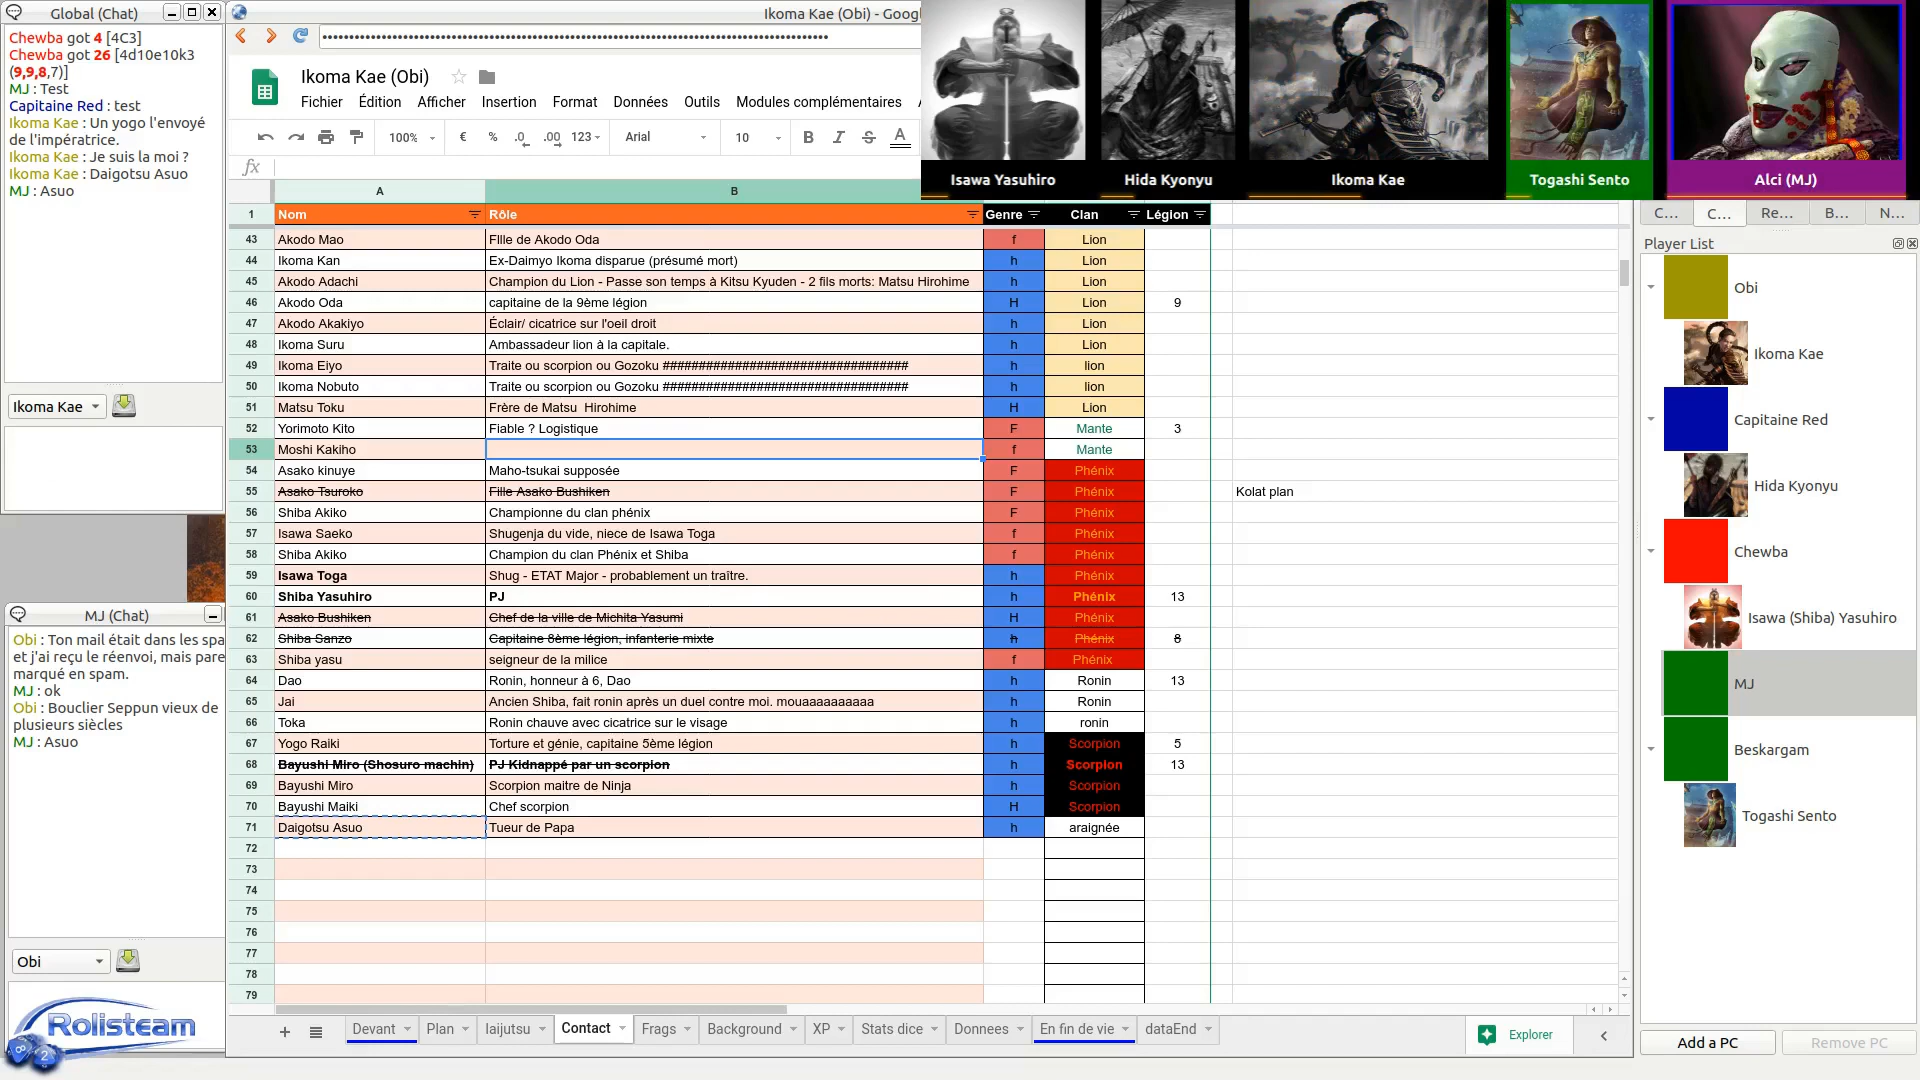 Global (Chat)
Chewba got 4 [4C3]
Chewba got 26 [4d10e10k3
(9,9,8,7)]
MJ : Test
Capitaine Red : test
Ikoma Kae : Un yogo l'envoyé
de l'impératrice.
Ikoma Kae : Je suis la moi ?
Ikoma Kae : Daigotsu Asuo
MJ : Asuo
Ikoma Kae
MJ (Chat)
Obi : Ton mail était dans les spa
et j'ai reçu le réenvoi, mais pare
marqué en spam.
MJ : ok
Obi : Bouclier Seppun vieux de
plusieurs siècles
MJ : Asuo
Obi
Rolisteam
8 2
Ikoma Kae (Obi) - Googl
Ikoma Kae (Obi)
Fichier Édition Afficher Insertion Format Données Outils Modules complémentaires
100% € % .0 .00 123 Arial 10 B I S A
fx
A B
1 Nom Rôle Genre Clan Légion
43 Akodo Mao FIlle de Akodo Oda f Lion
44 Ikoma Kan Ex-Daimyo Ikoma disparue (présumé mort) h Lion
45 Akodo Adachi Champion du Lion - Passe son temps à Kitsu Kyuden - 2 fils morts: Matsu Hirohime h Lion
46 Akodo Oda capitaine de la 9ème légion H Lion 9
47 Akodo Akakiyo Éclair/ cicatrice sur l'oeil droit h Lion
48 Ikoma Suru Ambassadeur lion à la capitale. h Lion
49 Ikoma Eiyo Traite ou scorpion ou Gozoku ################################## h lion
50 Ikoma Nobuto Traite ou scorpion ou Gozoku ################################## h lion
51 Matsu Toku Frère de Matsu  Hirohime H Lion
52 Yorimoto Kito Fiable ? Logistique F Mante 3
53 Moshi Kakiho f Mante
54 Asako kinuye Maho-tsukai supposée F Phénix
55 Asako Tsuroko Fille Asako Bushiken F Phénix Kolat plan
56 Shiba Akiko Championne du clan phénix F Phénix
57 Isawa Saeko Shugenja du vide, niece de Isawa Toga f Phénix
58 Shiba Akiko Champion du clan Phénix et Shiba f Phénix
59 Isawa Toga Shug - ETAT Major - probablement un traître. h Phénix
60 Shiba Yasuhiro PJ h Phénix 13
61 Asako Bushiken Chef de la ville de Michita Yasumi H Phénix
62 Shiba Sanzo Capitaine 8ème légion, infanterie mixte h Phénix 8
63 Shiba yasu seigneur de la milice f Phénix
64 Dao Ronin, honneur à 6, Dao h Ronin 13
65 Jai Ancien Shiba, fait ronin après un duel contre moi. mouaaaaaaaaaa h Ronin
66 Toka Ronin chauve avec cicatrice sur le visage h ronin
67 Yogo Raiki Torture et génie, capitaine 5ème légion h Scorpion 5
68 Bayushi Miro (Shosuro machin) PJ Kidnappé par un scorpion h Scorpion 13
69 Bayushi Miro Scorpion maitre de Ninja h Scorpion
70 Bayushi Maiki Chef scorpion H Scorpion
71 Daigotsu Asuo Tueur de Papa h araignée
72
73
74
75
76
77
78
79
Devant Plan Iaijutsu Contact Frags Background XP Stats dice Donnees En fin de vie dataEnd Explorer
Isawa Yasuhiro Hida Kyonyu Ikoma Kae Togashi Sento Alci (MJ)
C... C... Re... B... N...
Player List
Obi
Ikoma Kae
Capitaine Red
Hida Kyonyu
Chewba
Isawa (Shiba) Yasuhiro
MJ
Beskargam
Togashi Sento
Add a PC Remove PC